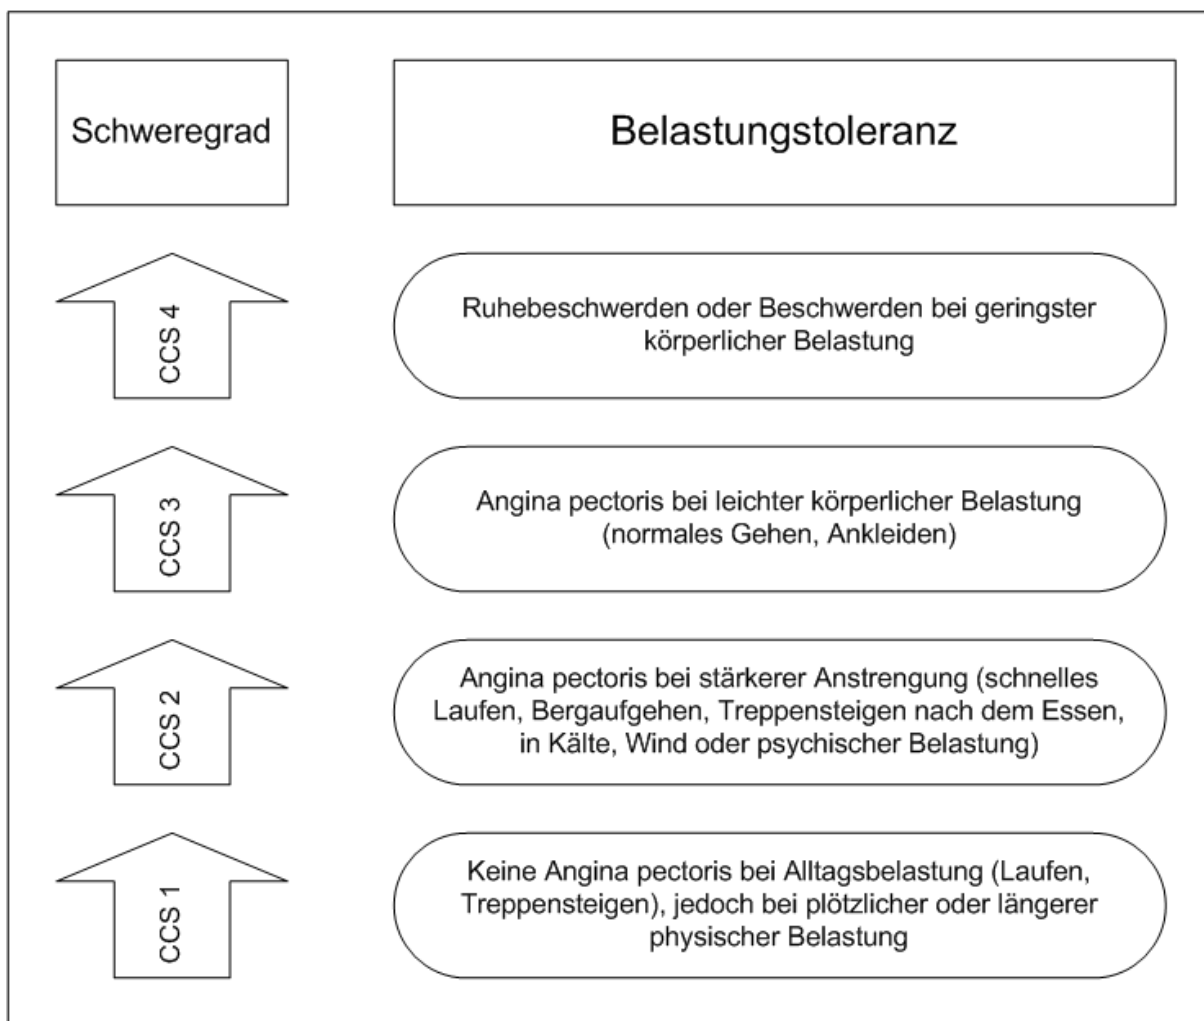 Schweregrad
Belastungstoleranz
CCS 4
Ruhebeschwerden oder Beschwerden bei geringster
körperlicher Belastung
CCS 3
Angina pectoris bei leichter körperlicher Belastung
(normales Gehen, Ankleiden)
CCS 2
Angina pectoris bei stärkerer Anstrengung (schnelles
Laufen, Bergaufgehen, Treppensteigen nach dem Essen,
in Kälte, Wind oder psychischer Belastung)
CCS 1
Keine Angina pectoris bei Alltagsbelastung (Laufen,
Treppensteigen), jedoch bei plötzlicher oder längerer
physischer Belastung